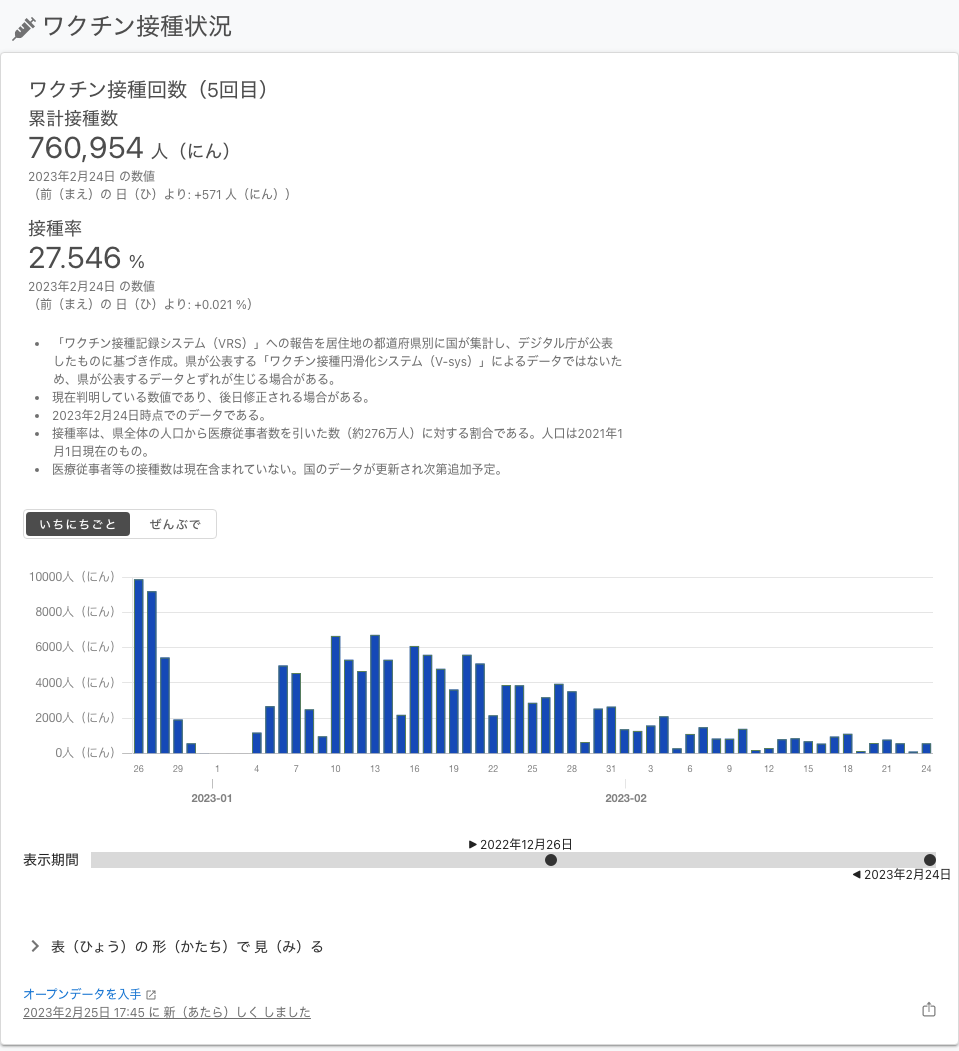 ワクチン接種状況
ワクチン接種回数（5回目）
累計接種数
760,954 人（にん）
2023年2月24日 の数値
（前（まえ）の 日（ひ）より: +571 人（にん））
接種率
27.546 %
2023年2月24日 の数値
（前（まえ）の 日（ひ）より: +0.021 %）
• 「ワクチン接種記録システム（VRS）」への報告を居住地の都道府県別に国が集計し、デジタル庁が公表
したものに基づき作成。県が公表する「ワクチン接種円滑化システム（V-sys）」によるデータではないた
め、県が公表するデータとずれが生じる場合がある。
• 現在判明している数値であり、後日修正される場合がある。
• 2023年2月24日時点でのデータである。
• 接種率は、県全体の人口から医療従事者数を引いた数（約276万人）に対する割合である。人口は2021年1
月1日現在のもの。
• 医療従事者等の接種数は現在含まれていない。国のデータが更新され次第追加予定。
いちにちごと ぜんぶで
10000人（にん）
8000人（にん）
6000人（にん）
4000人（にん）
2000人（にん）
0人（にん）
26 29 1 4 7 10 13 16 19 22 25 28 31 3 6 9 12 15 18 21 24
2023-01 2023-02
▶ 2022年12月26日
表示期間
◀ 2023年2月24日
表（ひょう）の 形（かたち）で 見（み）る
オープンデータを入手
2023年2月25日 17:45 に 新（あたら）しく しました